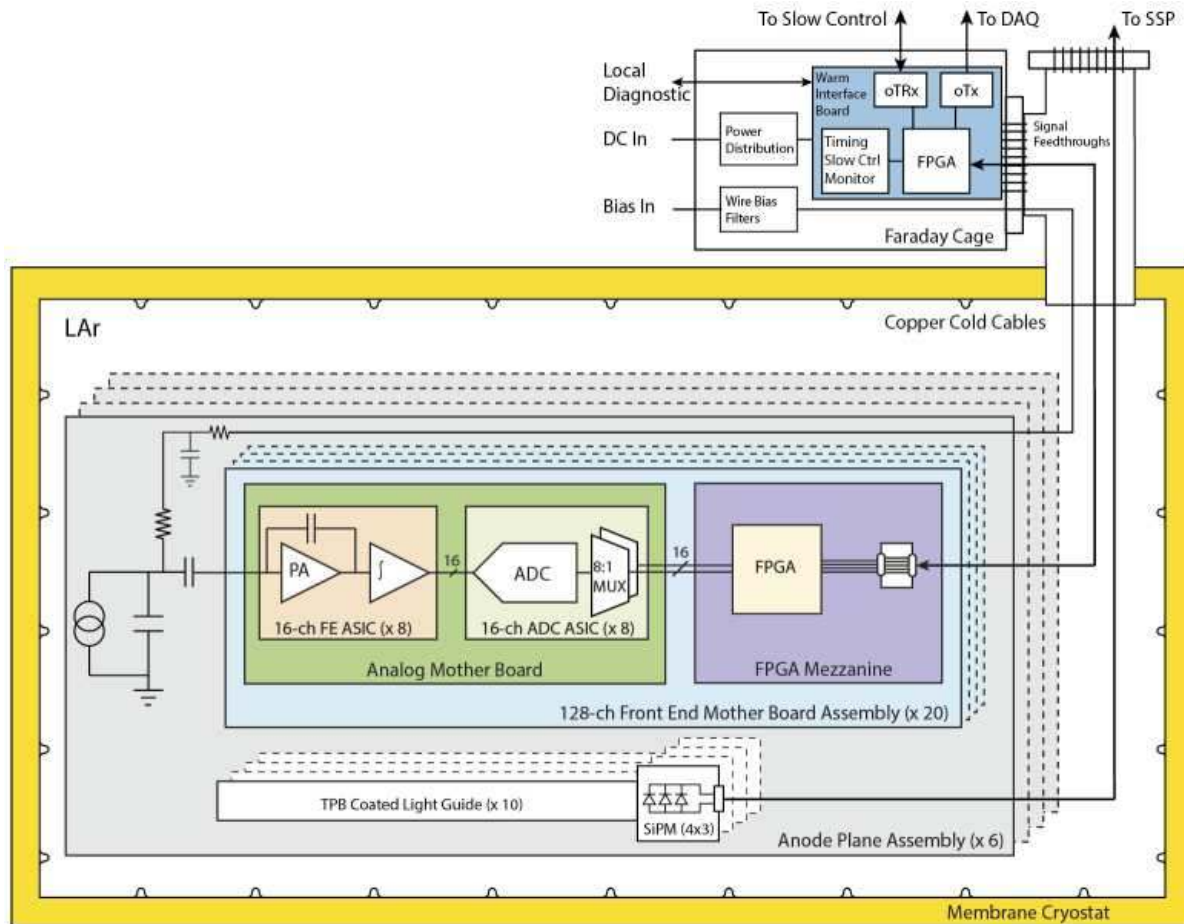 To Slow Control
To DAQ
To SSP
Local
Diagnostic
Warm
Interface
Board
oTRx
oTx
Signal
Feedthroughs
DC In
Power
Distribution
Timing
Slow Ctrl
Monitor
FPGA
Bias In
Wire Bias
Filters
Faraday Cage
LAr
Copper Cold Cables
PA
∫
16
ADC
8:1
MUX
16
FPGA
16-ch FE ASIC (x 8)
16-ch ADC ASIC (x 8)
Analog Mother Board
FPGA Mezzanine
128-ch Front End Mother Board Assembly (x 20)
TPB Coated Light Guide (x 10)
SiPM (4x3)
Anode Plane Assembly (x 6)
Membrane Cryostat